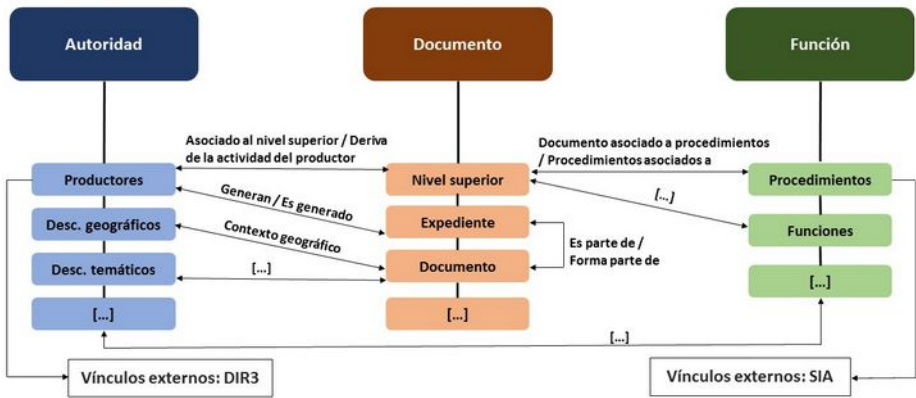 Autoridad
Documento
Función
Asociado al nivel superior / Deriva
de la actividad del productor
Documento asociado a procedimientos
/ Procedimientos asociados a
Productores
Nivel superior
Procedimientos
Generan / Es generado
[...]
Desc. geográficos
Expediente
Funciones
Contexto geográfico
Es parte de /
Forma parte de
Desc. temáticos
[...]
Documento
[...]
[...]
[...]
[...]
Vínculos externos: DIR3
Vínculos externos: SIA